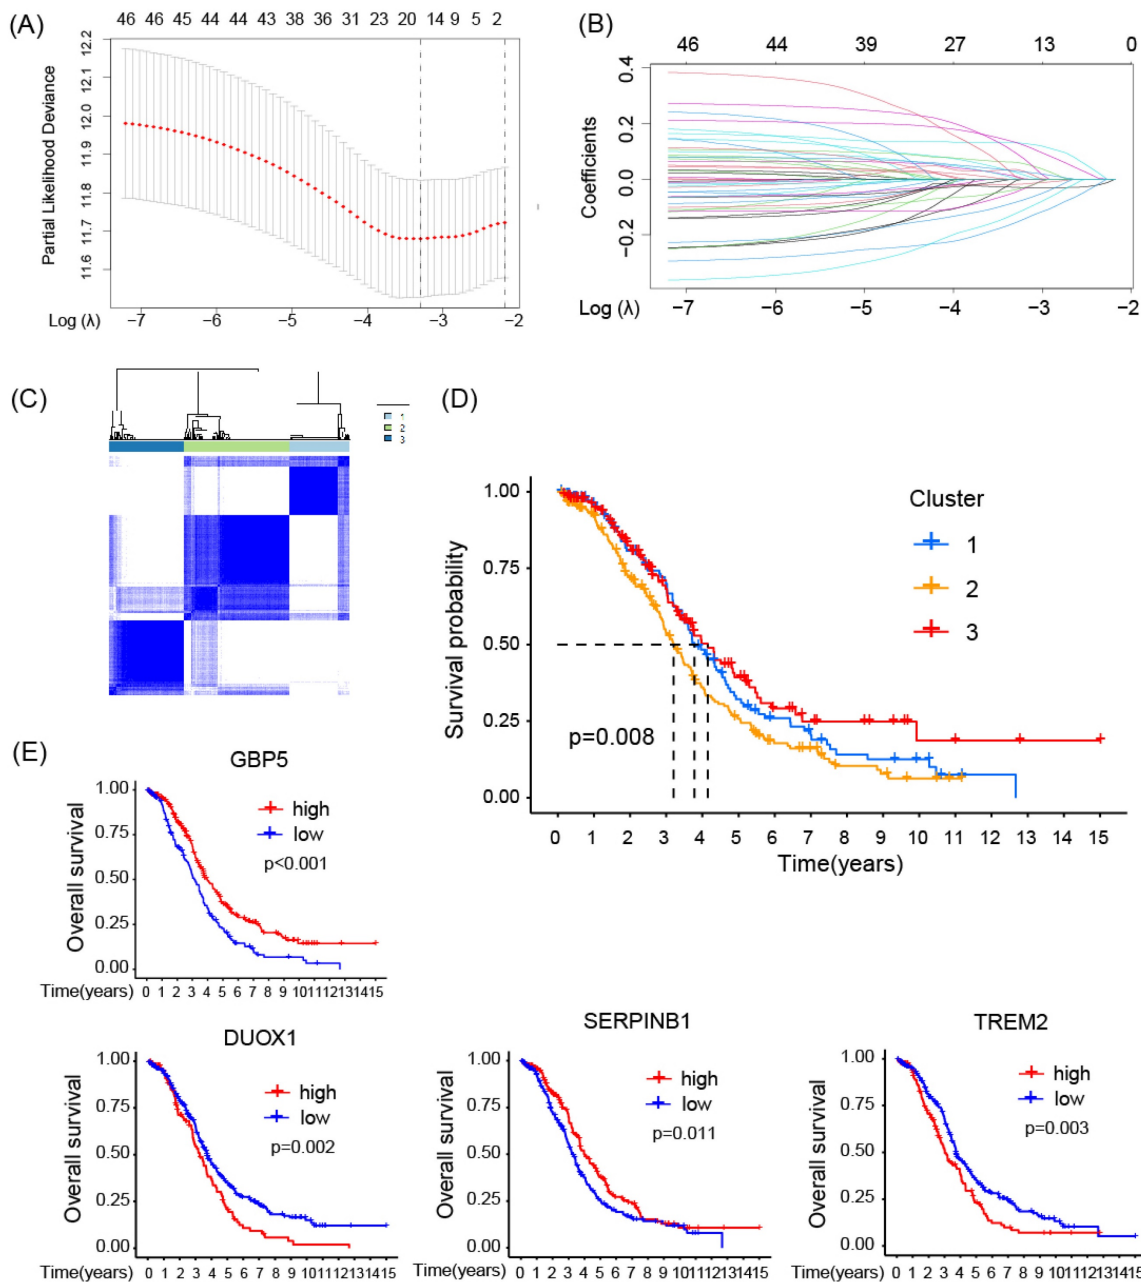 (A)
46 46 45 44 44 43 38 36 31 23 20 14 9 5 2
Partial Likelihood Deviance
12.2
12.1
12.0
11.9
11.8
11.7
11.6
Log (λ) −7 −6 −5 −4 −3 −2
(B)
46 44 39 27 13 0
Coefficients
0.4
0.2
0.0
−0.2
Log (λ) −7 −6 −5 −4 −3 −2
(C)
1
2
3
(D)
Survival probability
1.00
0.75
0.50
0.25
0.00
Cluster
1
2
3
p=0.008
0 1 2 3 4 5 6 7 8 9 10 11 12 13 14 15
Time(years)
(E)
GBP5
Overall survival
1.00
0.75
0.50
0.25
0.00
high
low
p<0.001
Time(years) 0 1 2 3 4 5 6 7 8 9 10 11 12 13 14 15
DUOX1
Overall survival
1.00
0.75
0.50
0.25
0.00
high
low
p=0.002
Time(years) 0 1 2 3 4 5 6 7 8 9 10 11 12 13 14 15
SERPINB1
Overall survival
1.00
0.75
0.50
0.25
0.00
high
low
p=0.011
Time(years) 0 1 2 3 4 5 6 7 8 9 10 11 12 13 14 15
TREM2
Overall survival
1.00
0.75
0.50
0.25
0.00
high
low
p=0.003
Time(years) 0 1 2 3 4 5 6 7 8 9 10 11 12 13 14 15